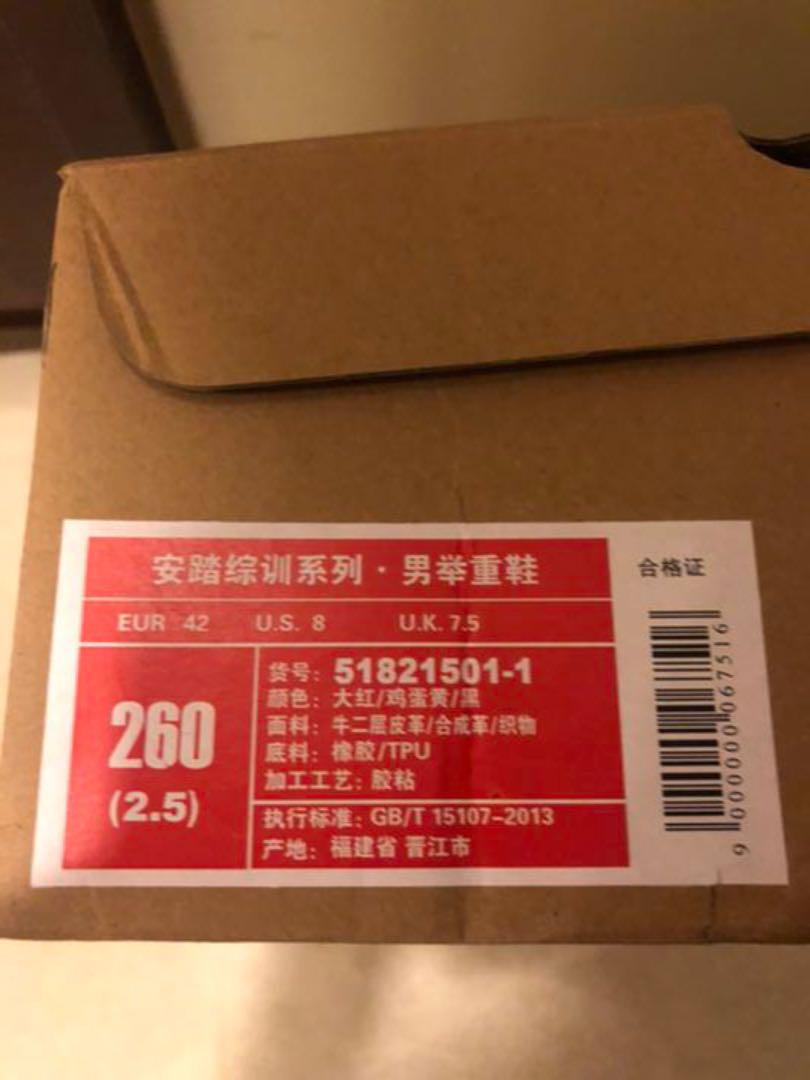 安踏综训系列·男举重鞋
合格证
EUR 42 U.S. 8 U.K. 7.5
260
(2.5)
货号：51821501-1
颜色：大红/鸡蛋黄/黑
面料：牛二层皮革/合成革/织物
底料：橡胶/TPU
加工工艺：胶粘
执行标准：GB/T 15107-2013
产地：福建省 晋江市
9 000000 067516